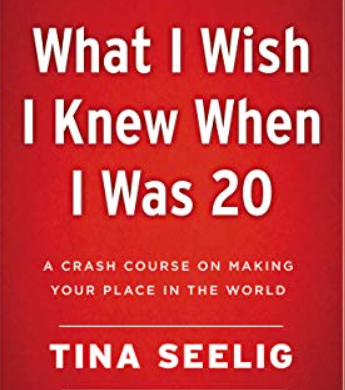 What I Wish
I Knew When
I Was 20
A CRASH COURSE ON MAKING
YOUR PLACE IN THE WORLD
TINA SEELIG